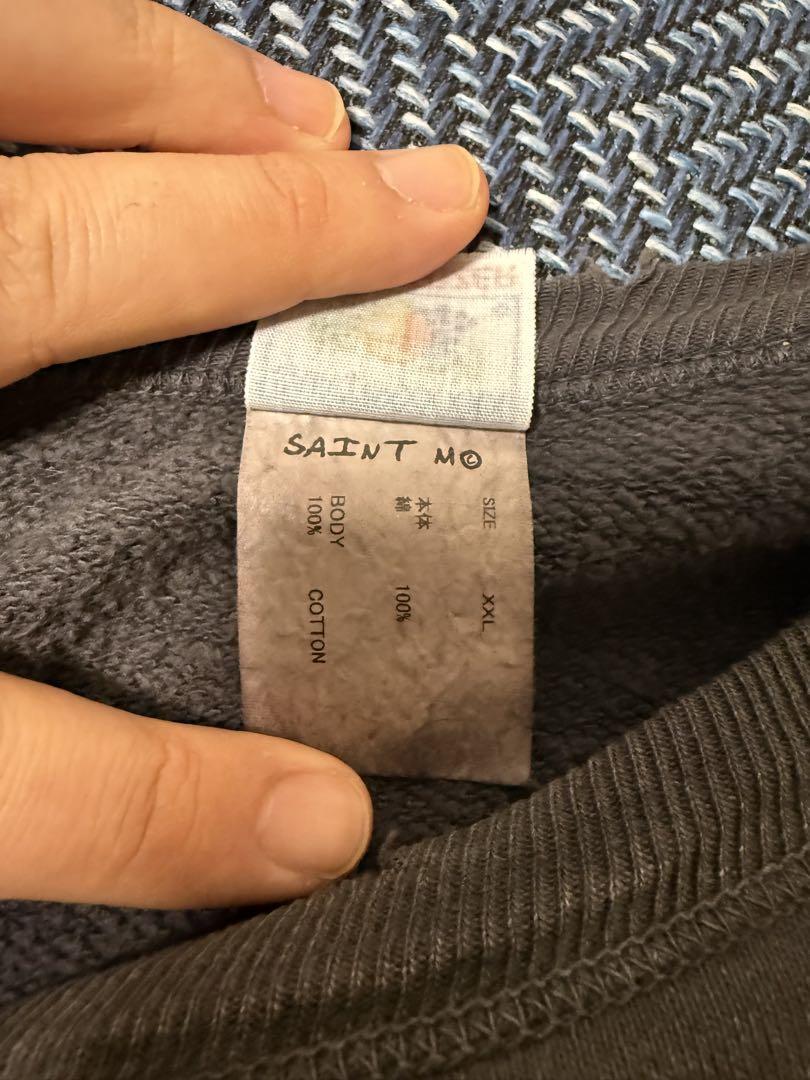 SAINT M©
SIZE XXL
本体
綿 100%
BODY
100% COTTON